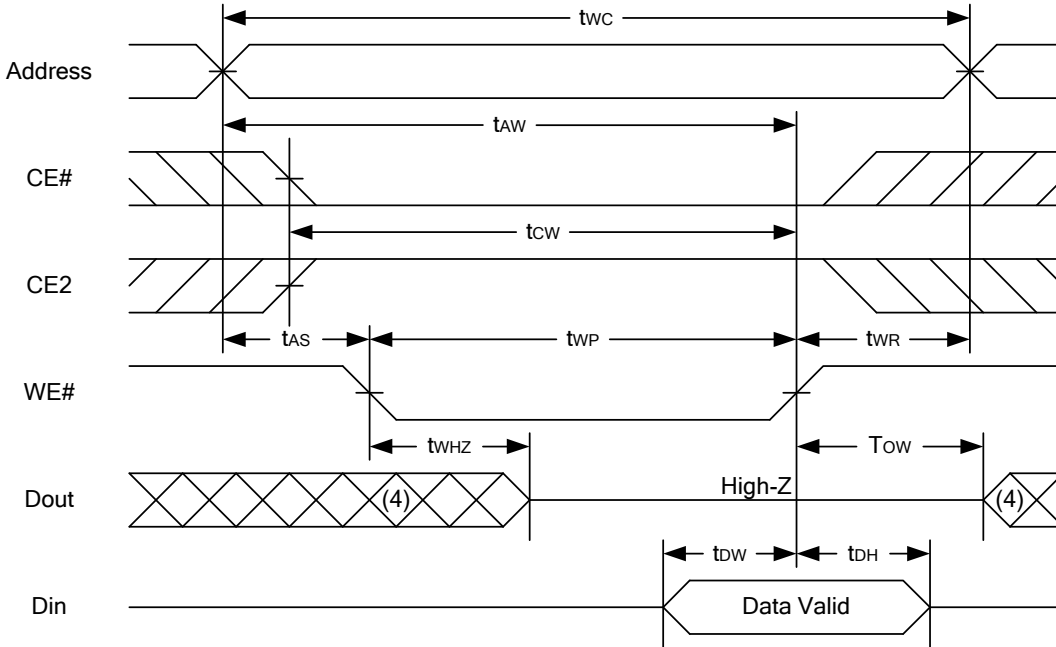 tWC
Address
tAW
CE#
tCW
CE2
tAS tWP tWR
WE#
tWHZ TOW
Dout (4) High-Z (4)
tDW tDH
Din Data Valid